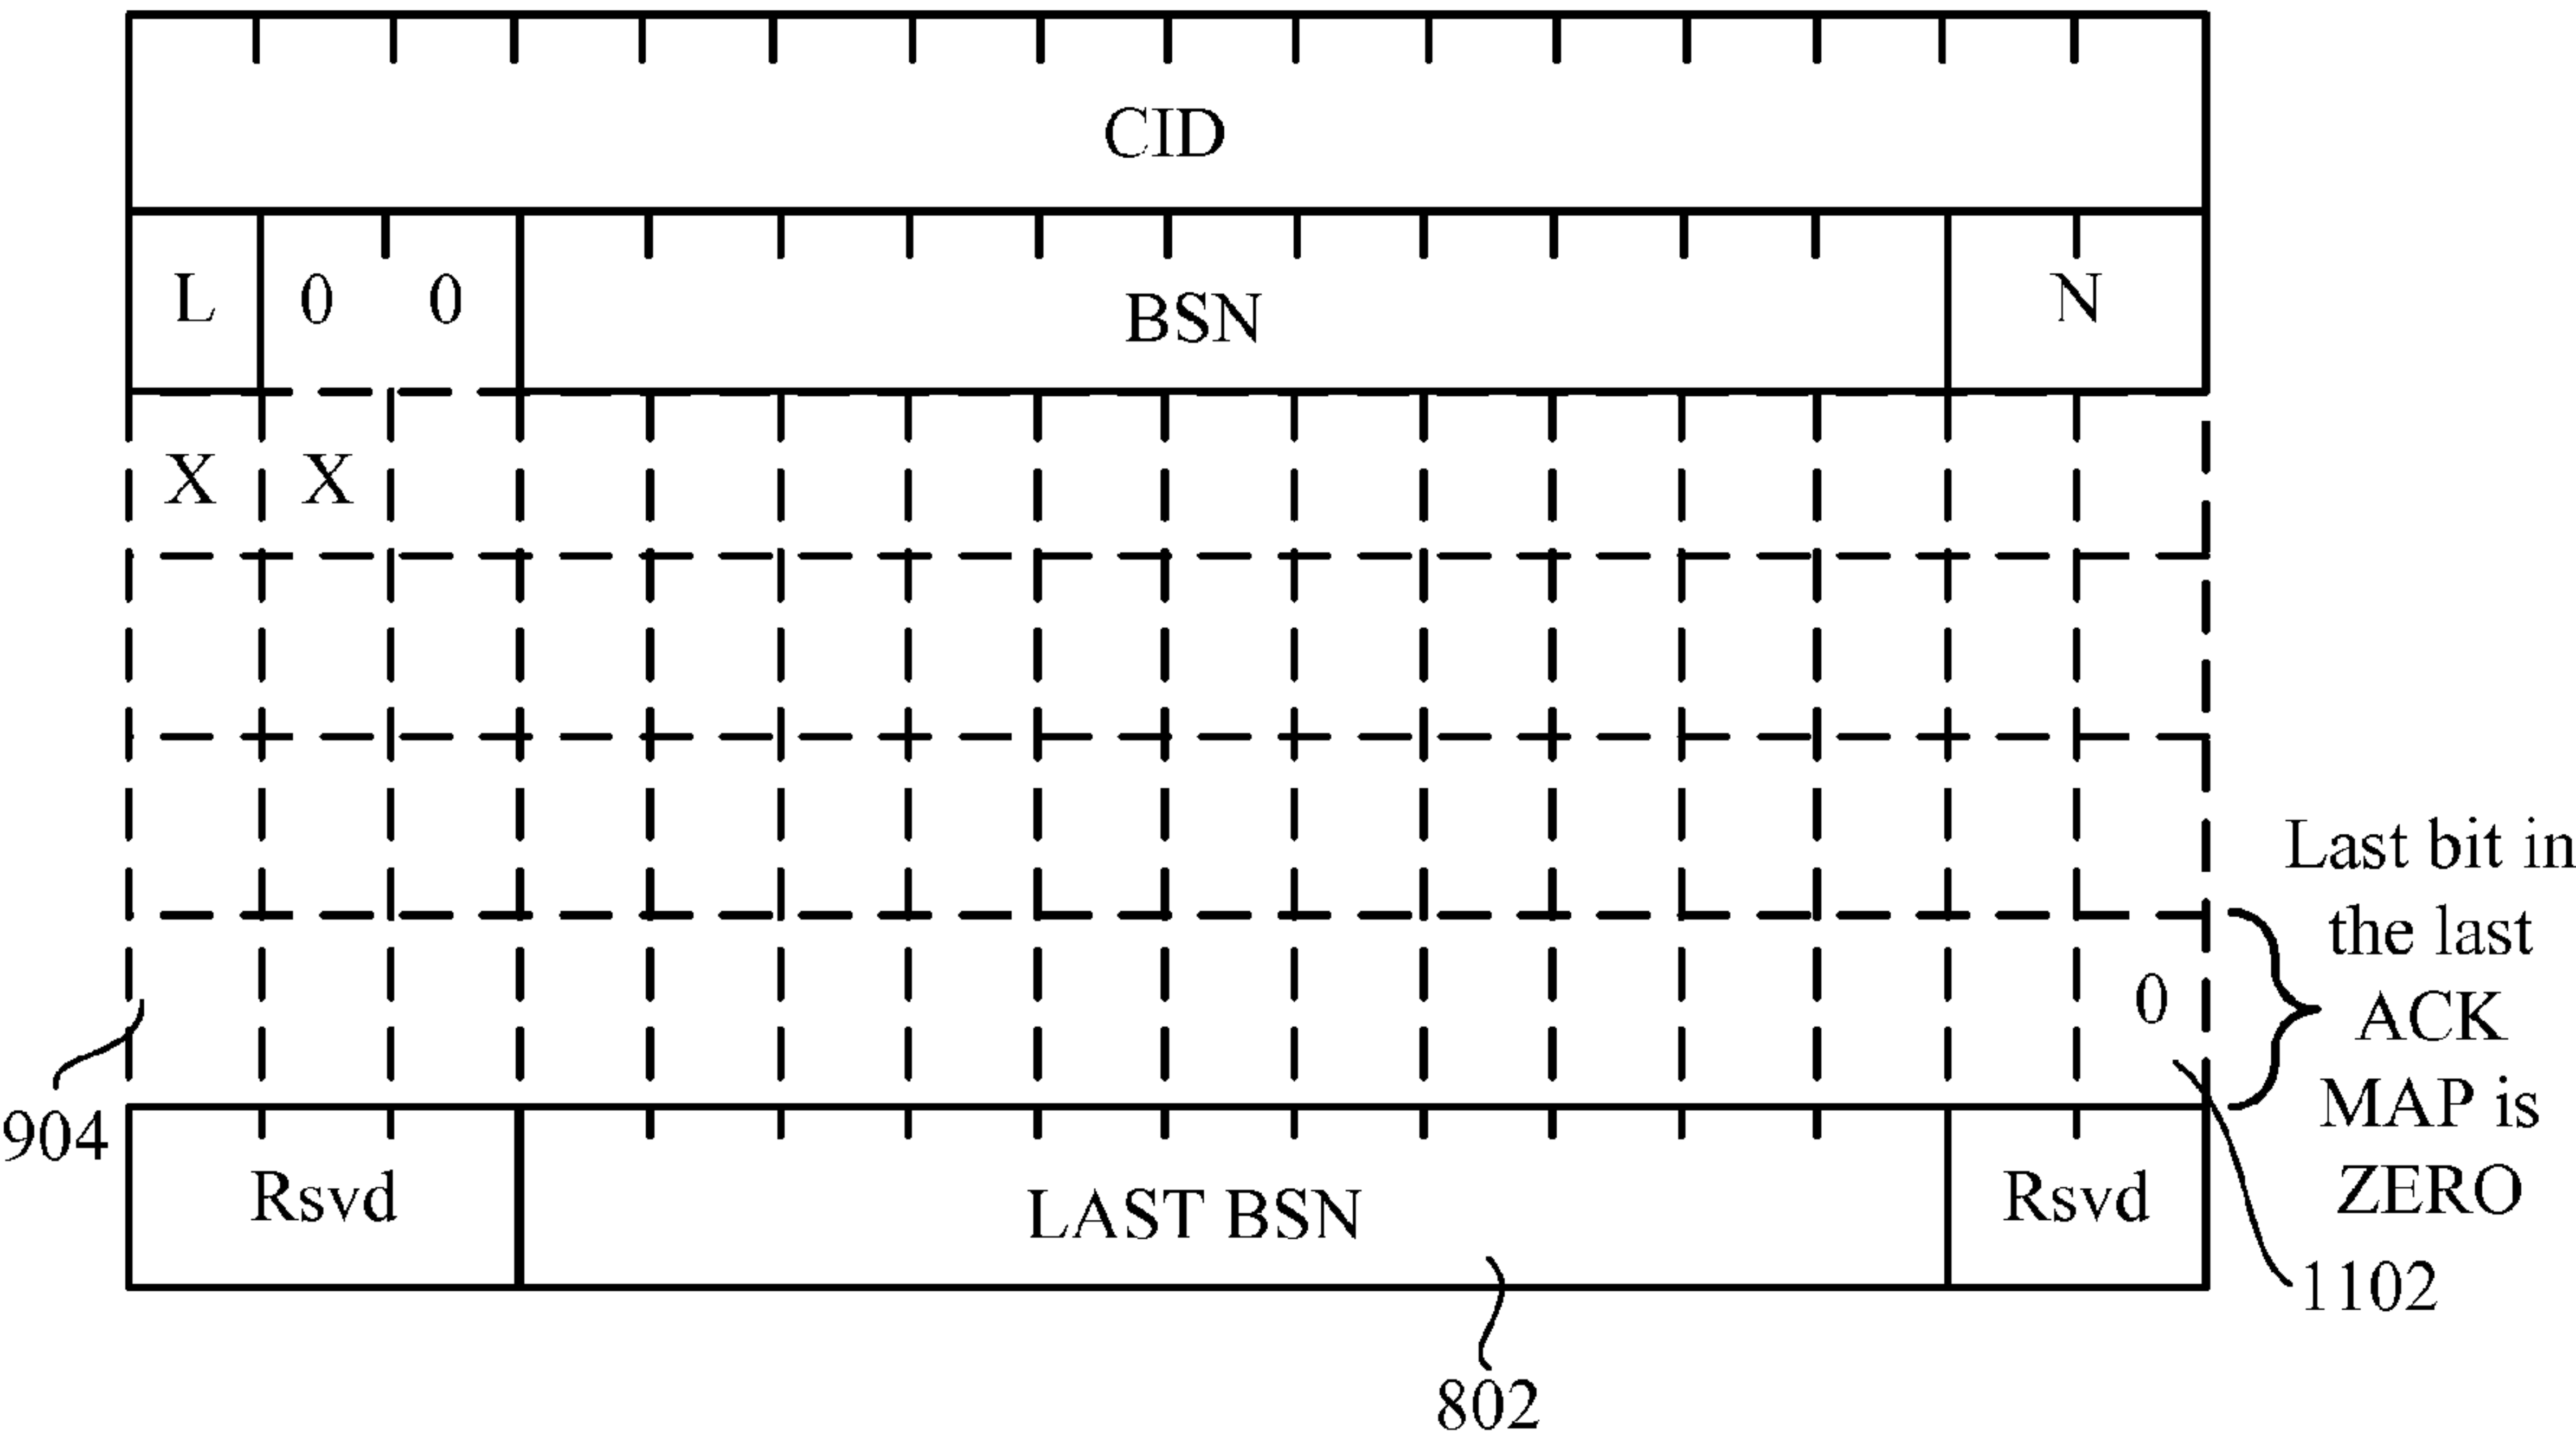 CID
L 0 0 BSN N
X X
0
Last bit in
the last
ACK
MAP is
ZERO
904
Rsvd LAST BSN Rsvd
1102
802